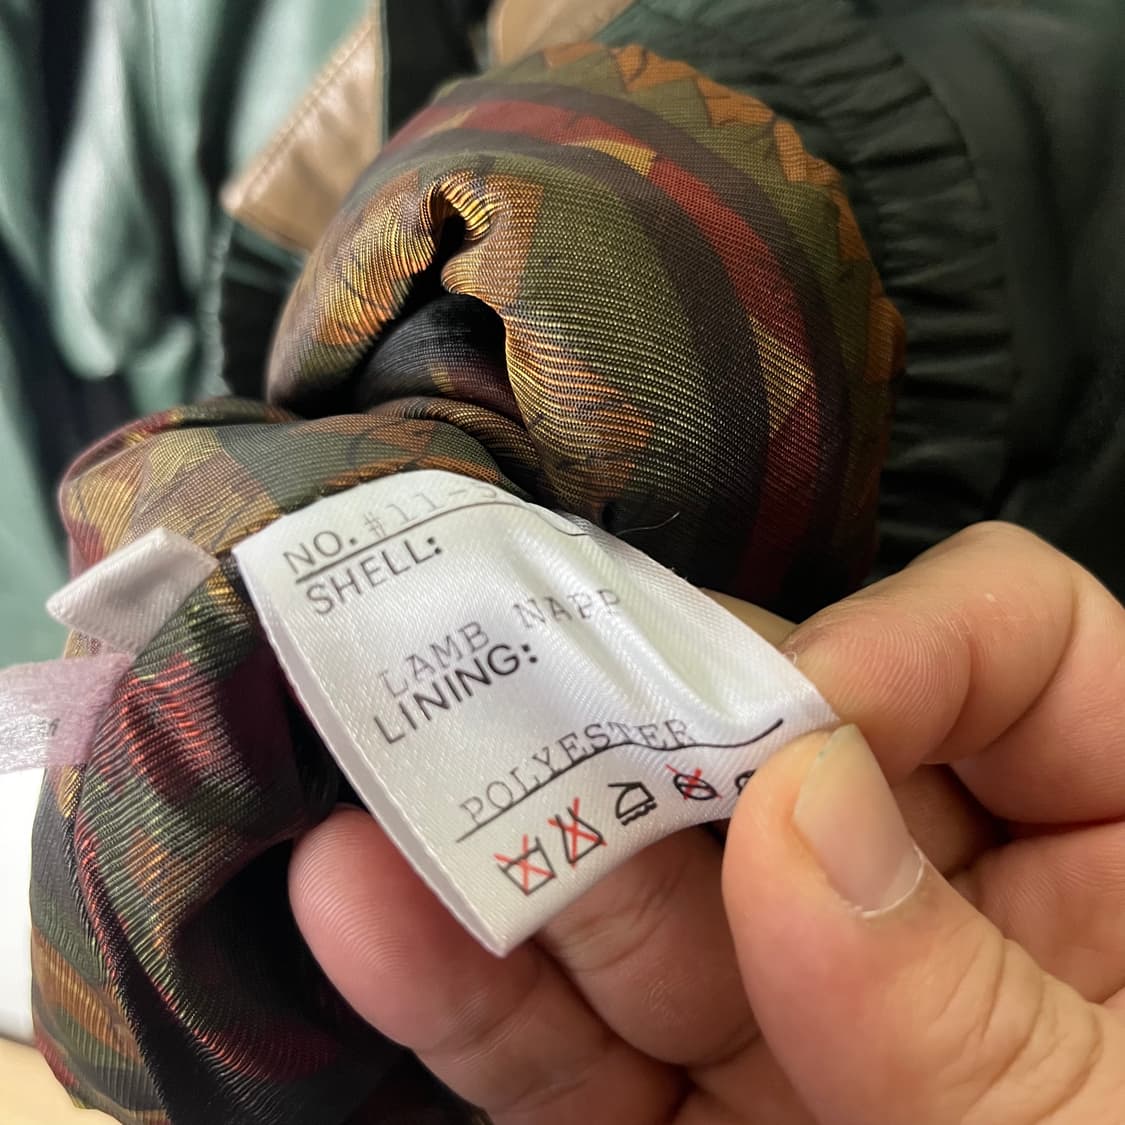 NO. #11-
SHELL:
LAMB NAPP
LINING:
POLYESTER